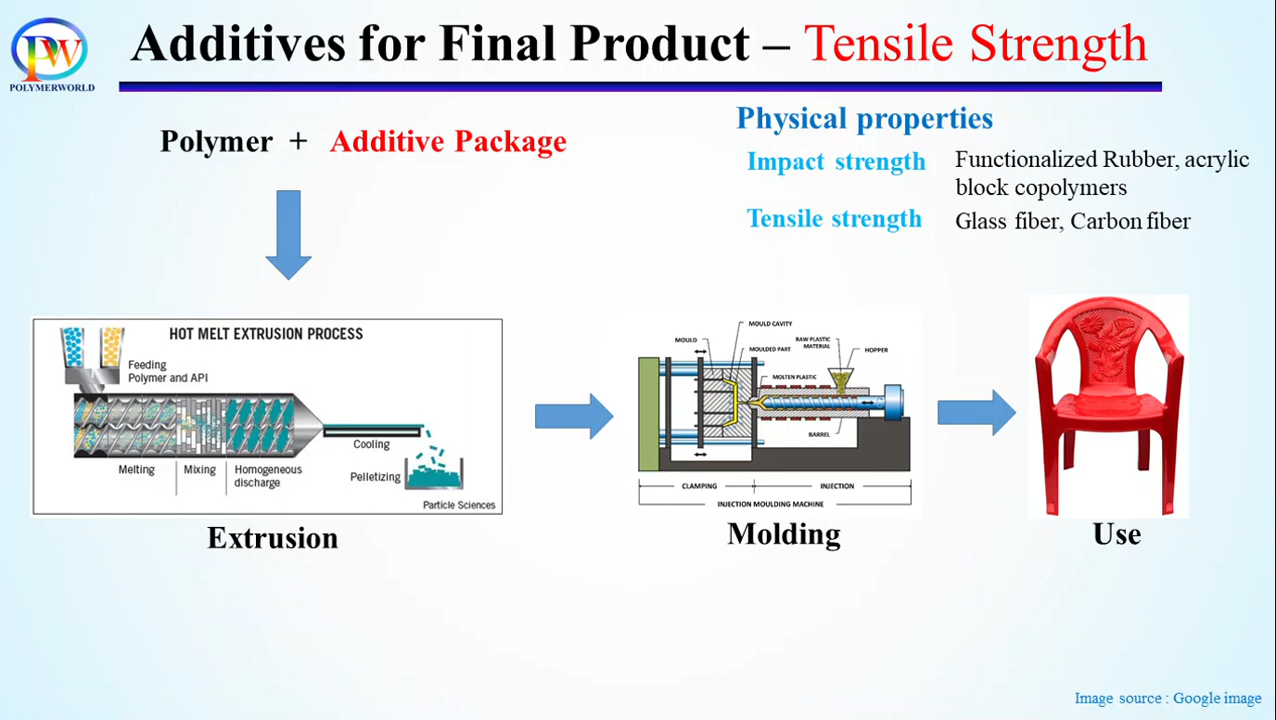 PW
POLYMERWORLD
Additives for Final Product – Tensile Strength
Polymer + Additive Package
Physical properties
Impact strength
Functionalized Rubber, acrylic
block copolymers
Tensile strength
Glass fiber, Carbon fiber
HOT MELT EXTRUSION PROCESS
Feeding
Polymer and API
Cooling
Melting
Mixing
Homogeneous
discharge
Pelletizing
Particle Sciences
Extrusion
MOULD CAVITY
MOULD
MOULDED PART
RAW PLASTIC
MATERIAL
HOPPER
MOLTEN PLASTIC
BARREL
CLAMPING
INJECTION
INJECTION MOULDING MACHINE
Molding
Use
Image source : Google image